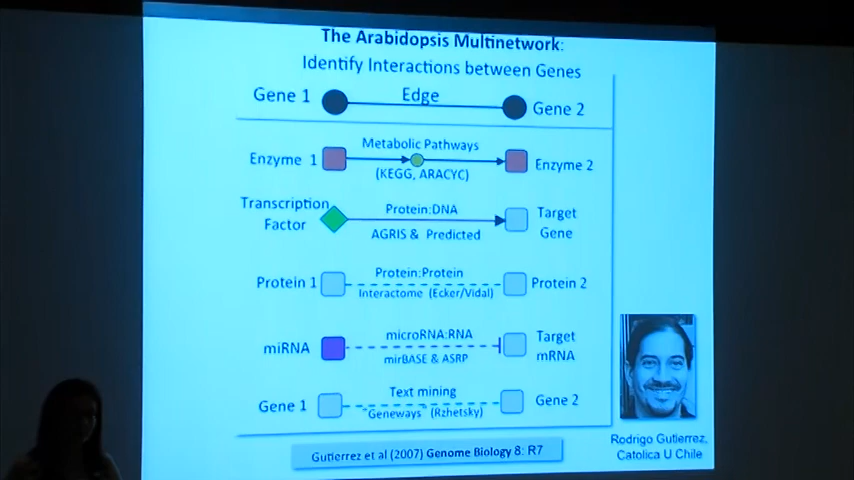 The Arabidopsis Multinetwork:
Identify Interactions between Genes
Gene 1 Edge Gene 2
Metabolic Pathways
Enzyme 1 Enzyme 2
(KEGG, ARACYC)
Transcription Factor Protein:DNA Target Gene
AGRIS & Predicted
Protein:Protein
Protein 1 Protein 2
Interactome (Ecker/Vidal)
microRNA:RNA
miRNA Target mRNA
mirBASE & ASRP
Text mining
Gene 1 Gene 2
"Geneways" (Rzhetsky)
Gutierrez et al (2007) Genome Biology 8: R7
Rodrigo Gutierrez,
Catolica U Chile